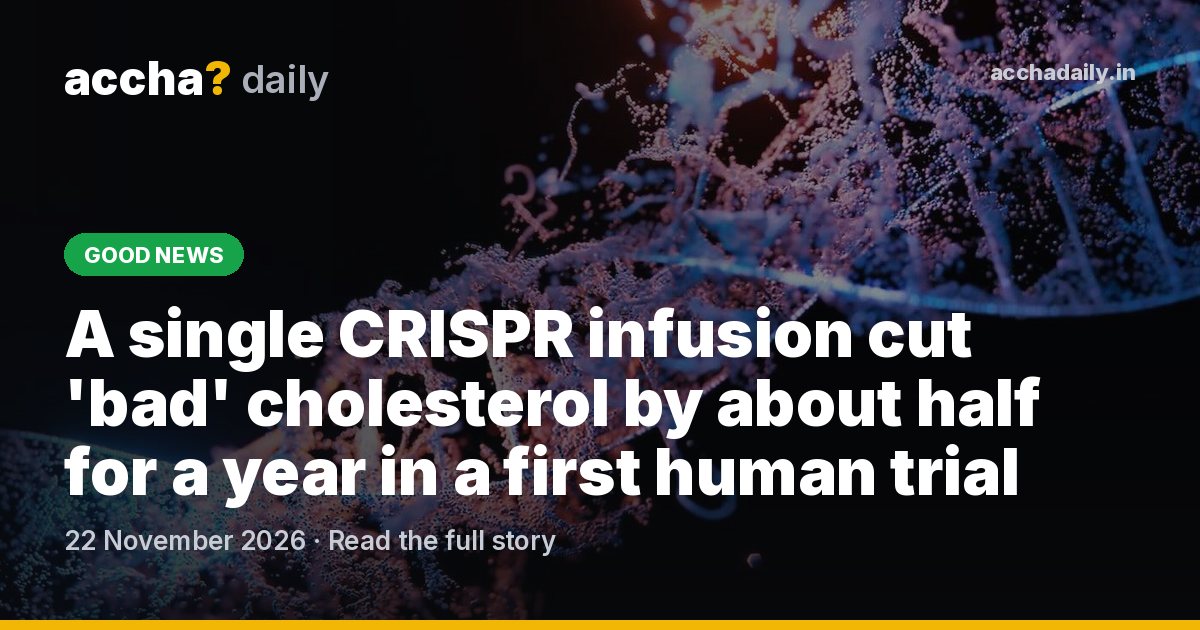 accha? daily
acchadaily.in
GOOD NEWS
A single CRISPR infusion cut
'bad' cholesterol by about half
for a year in a first human trial
22 November 2026 · Read the full story